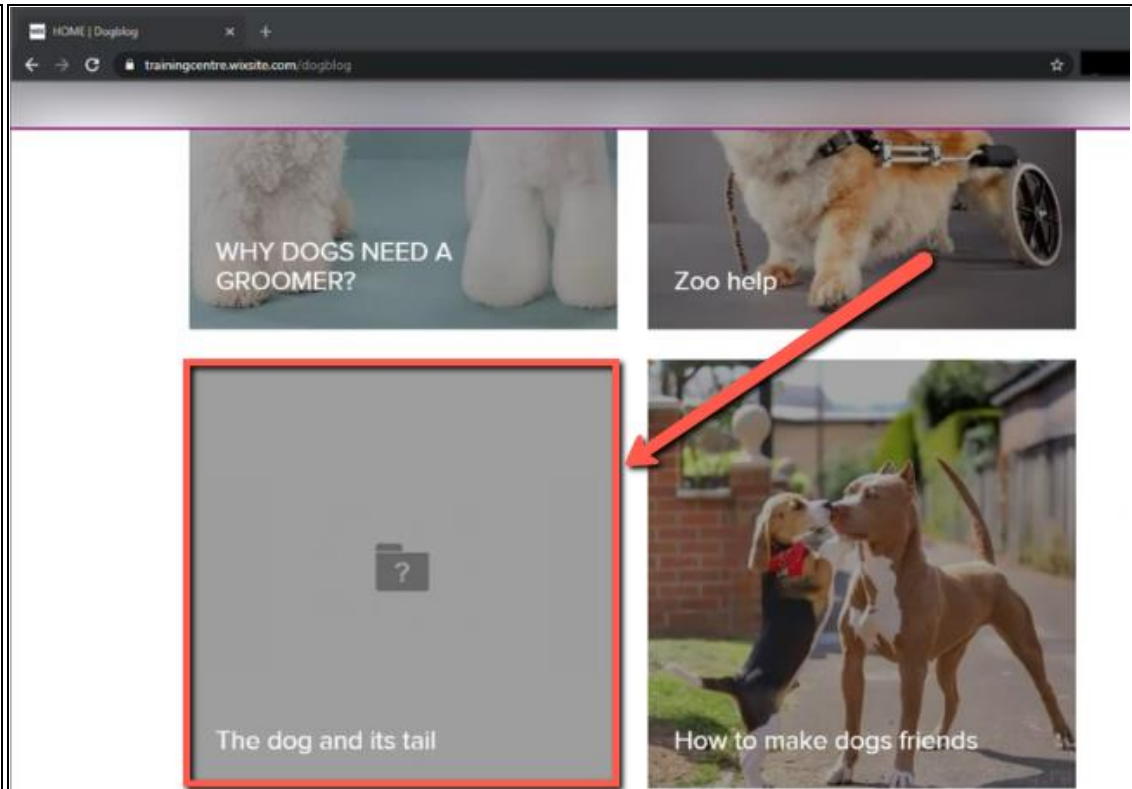 HOME | Dogblog
trainingcentre.wixsite.com/dogblog
WHY DOGS NEED A
GROOMER?
Zoo help
?
The dog and its tail
How to make dogs friends